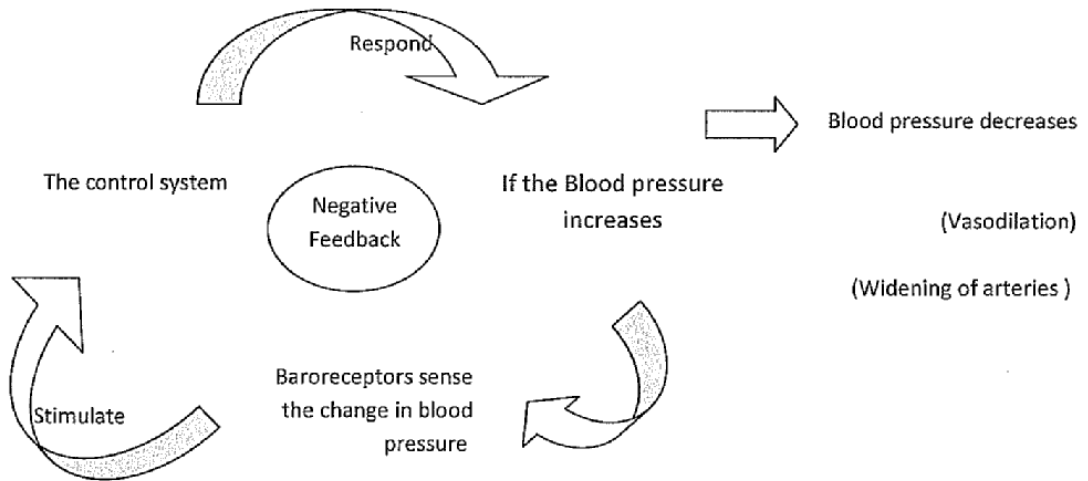 Respond
Blood pressure decreases
The control system
If the Blood pressure
increases
Negative
Feedback
(Vasodilation)
(Widening of arteries )
Baroreceptors sense
the change in blood
pressure
Stimulate